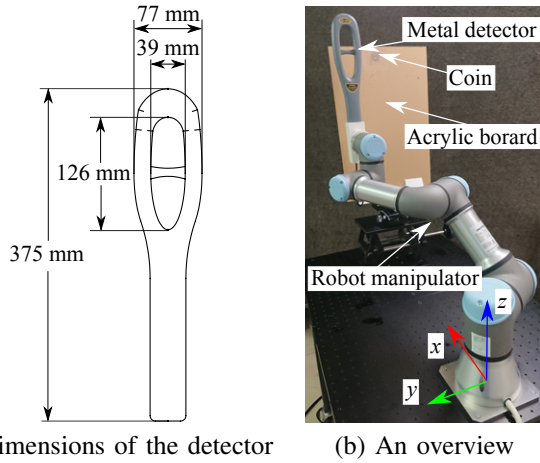 77 mm
39 mm
126 mm
375 mm
imensions of the detector
Metal detector
Coin
Acrylic borard
Robot manipulator
z
x
y
(b) An overview